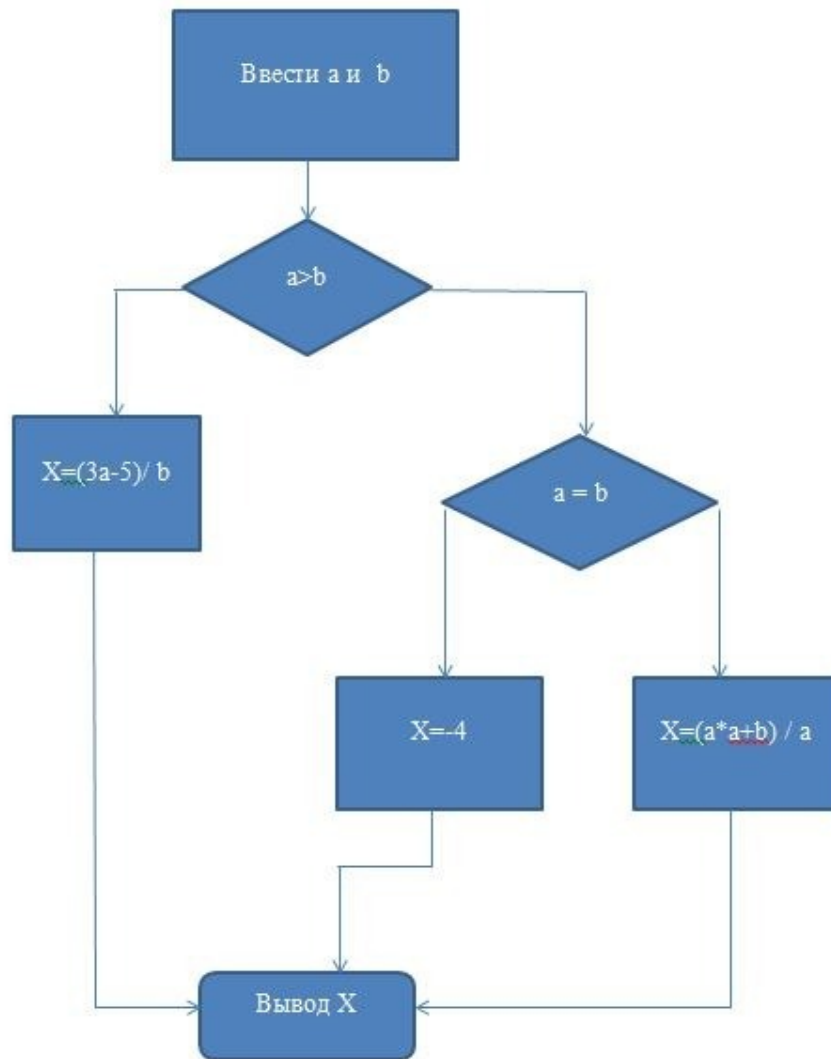 Ввести a и b
a>b
X=(3a-5)/ b
a = b
X=-4
X=(a*a+b) / a
Вывод X